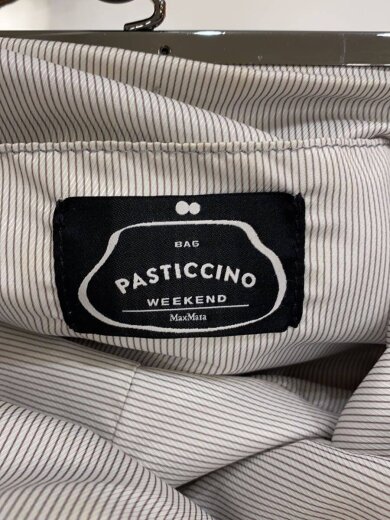 BAG
PASTICCINO
WEEKEND
MaxMara